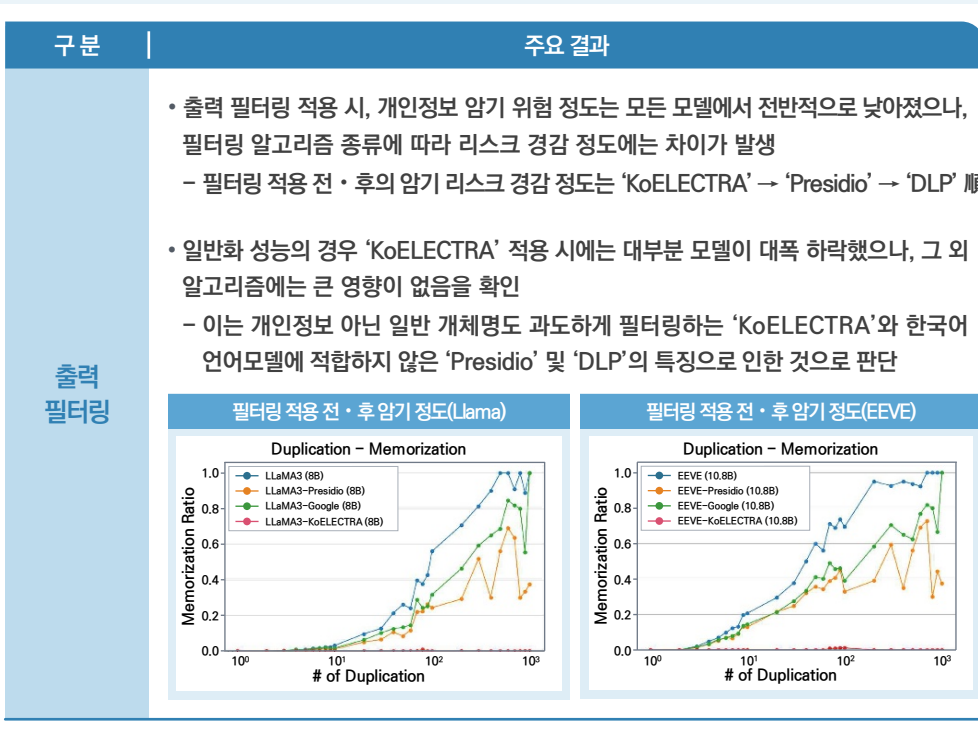 구 분
주요 결과
• 출력 필터링 적용 시, 개인정보 암기 위험 정도는 모든 모델에서 전반적으로 낮아졌으나,
필터링 알고리즘 종류에 따라 리스크 경감 정도에는 차이가 발생
– 필터링 적용 전・후의 암기 리스크 경감 정도는 ‘KoELECTRA’ → ‘Presidio’ → ‘DLP’ 順
• 일반화 성능의 경우 ‘KoELECTRA’ 적용 시에는 대부분 모델이 대폭 하락했으나, 그 외
알고리즘에는 큰 영향이 없음을 확인
– 이는 개인정보 아닌 일반 개체명도 과도하게 필터링하는 ‘KoELECTRA’와 한국어
언어모델에 적합하지 않은 ‘Presidio’ 및 ‘DLP’의 특징으로 인한 것으로 판단
출력
필터링
필터링 적용 전・후 암기 정도(Llama)
Duplication – Memorization
Memorization Ratio
1.0
0.8
0.6
0.4
0.2
0.0
LLaMA3 (8B)
LLaMA3-Presidio (8B)
LLaMA3-Google (8B)
LLaMA3-KoELECTRA (8B)
10⁰ 10¹ 10² 10³
# of Duplication
필터링 적용 전・후 암기 정도(EEVE)
Duplication – Memorization
Memorization Ratio
1.0
0.8
0.6
0.4
0.2
0.0
EEVE (10.8B)
EEVE-Presidio (10.8B)
EEVE-Google (10.8B)
EEVE-KoELECTRA (10.8B)
10⁰ 10¹ 10² 10³
# of Duplication